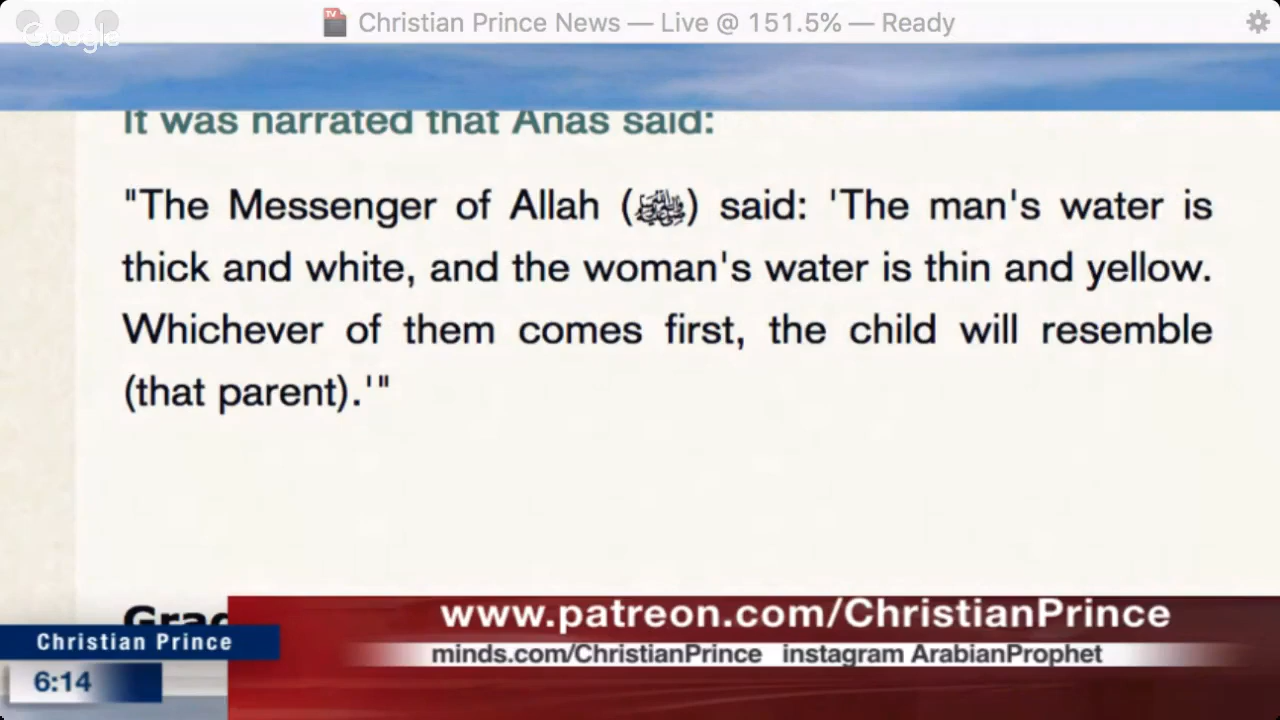 Christian Prince News — Live @ 151.5% — Ready
Google
It was narrated that Anas said:
"The Messenger of Allah (ﷺ) said: 'The man's water is
thick and white, and the woman's water is thin and yellow.
Whichever of them comes first, the child will resemble
(that parent).'"
www.patreon.com/ChristianPrince
Christian Prince
minds.com/ChristianPrince instagram ArabianProphet
6:14